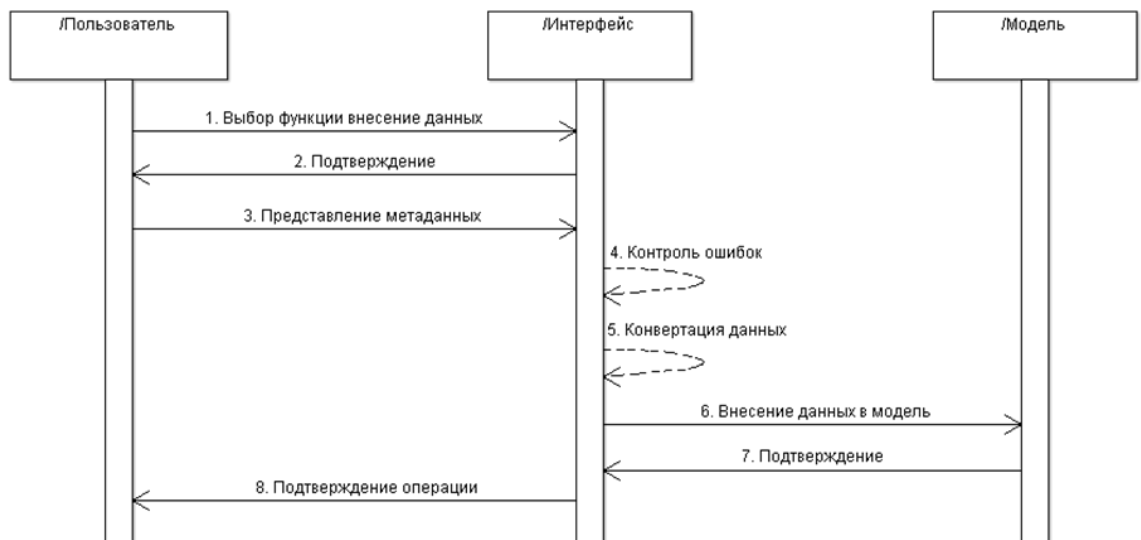 /Пользователь
/Интерфейс
/Модель
1. Выбор функции внесение данных
2. Подтверждение
3. Представление метаданных
4. Контроль ошибок
5. Конвертация данных
6. Внесение данных в модель
7. Подтверждение
8. Подтверждение операции